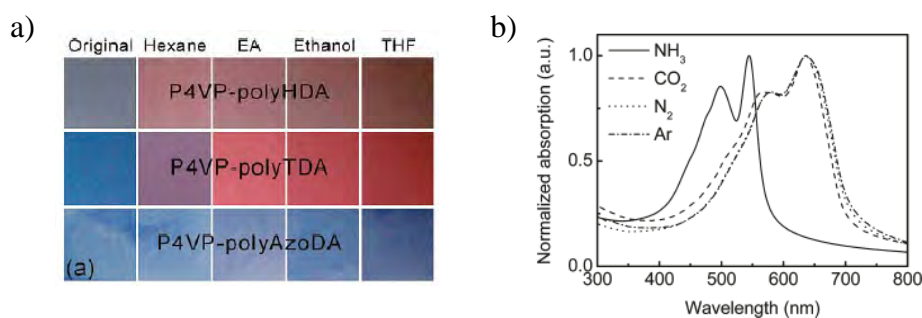 a)
Original Hexane EA Ethanol THF
P4VP-polyHDA
P4VP-polyTDA
P4VP-polyAzoDA
(a)
b)
Normalized absorption (a.u.)
1.0
0.5
0.0
NH₃
CO₂
N₂
Ar
300 400 500 600 700 800
Wavelength (nm)